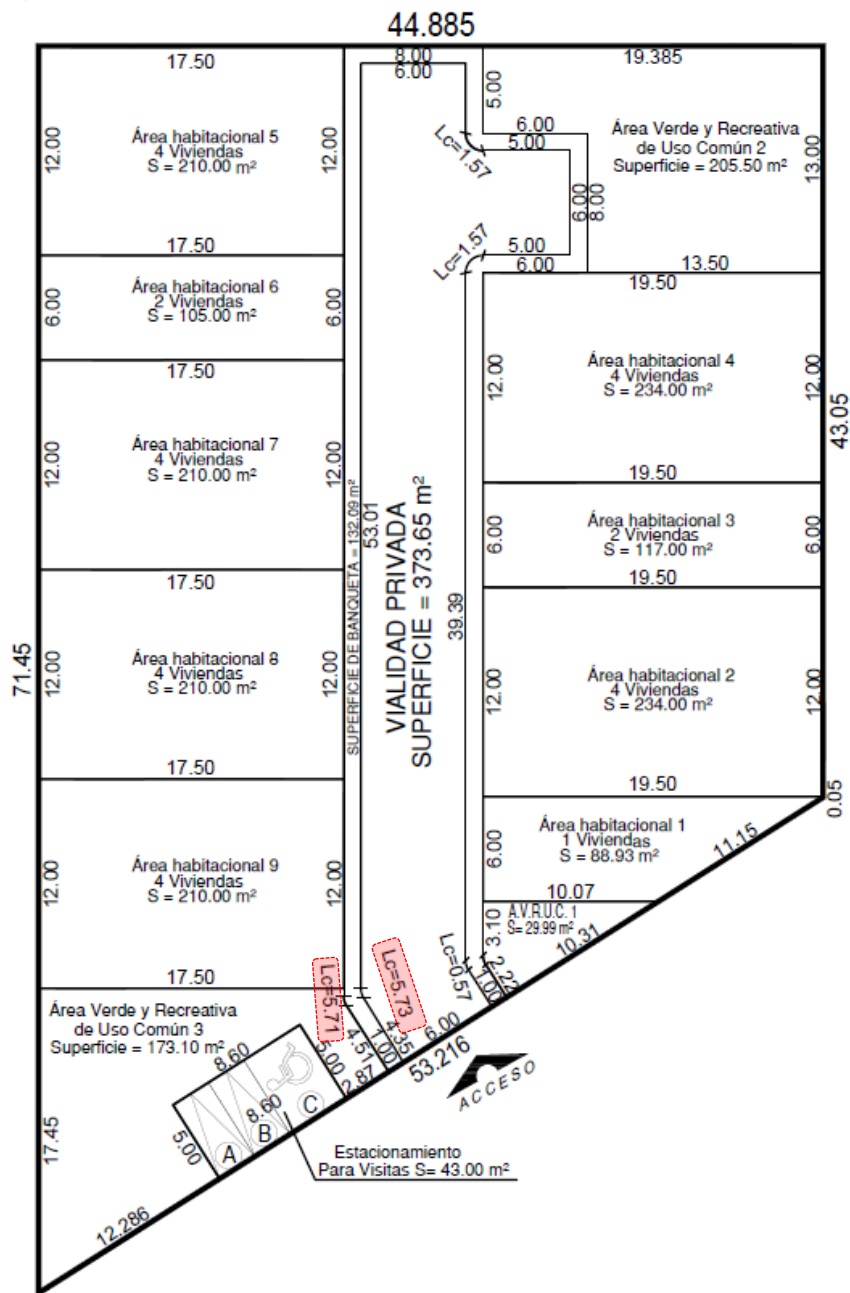 44.885
17.50
8.00
6.00
19.385
5.00
12.00
Área habitacional 5
4 Viviendas
S = 210.00 m²
12.00
Lc=1.57
6.00
5.00
Área Verde y Recreativa
de Uso Común 2
Superficie = 205.50 m²
13.00
6.00
8.00
17.50
Lc=1.57
5.00
6.00
13.50
19.50
6.00
Área habitacional 6
2 Viviendas
S = 105.00 m²
6.00
17.50
12.00
Área habitacional 4
4 Viviendas
S = 234.00 m²
12.00
43.05
12.00
Área habitacional 7
4 Viviendas
S = 210.00 m²
12.00
19.50
SUPERFICIE DE BANQUETA = 132.09 m²
53.01
VIALIDAD PRIVADA
SUPERFICIE = 373.65 m²
6.00
Área habitacional 3
2 Viviendas
S = 117.00 m²
6.00
17.50
19.50
39.39
71.45
12.00
Área habitacional 8
4 Viviendas
S = 210.00 m²
12.00
12.00
Área habitacional 2
4 Viviendas
S = 234.00 m²
12.00
17.50
19.50
0.05
12.00
Área habitacional 9
4 Viviendas
S = 210.00 m²
12.00
6.00
Área habitacional 1
1 Viviendas
S = 88.93 m²
11.15
10.07
3.10
A.V.R.U.C. 1
S= 29.99 m²
10.31
17.50
Lc=5.71
Lc=5.73
Lc=0.57
2.22
1.00
Área Verde y Recreativa
de Uso Común 3
Superficie = 173.10 m²
4.51
4.35
1.00
6.00
53.216
2.87
8.60
5.00
8.60
5.00
A
B
C
ACCESO
17.45
Estacionamiento
Para Visitas S= 43.00 m²
12.286